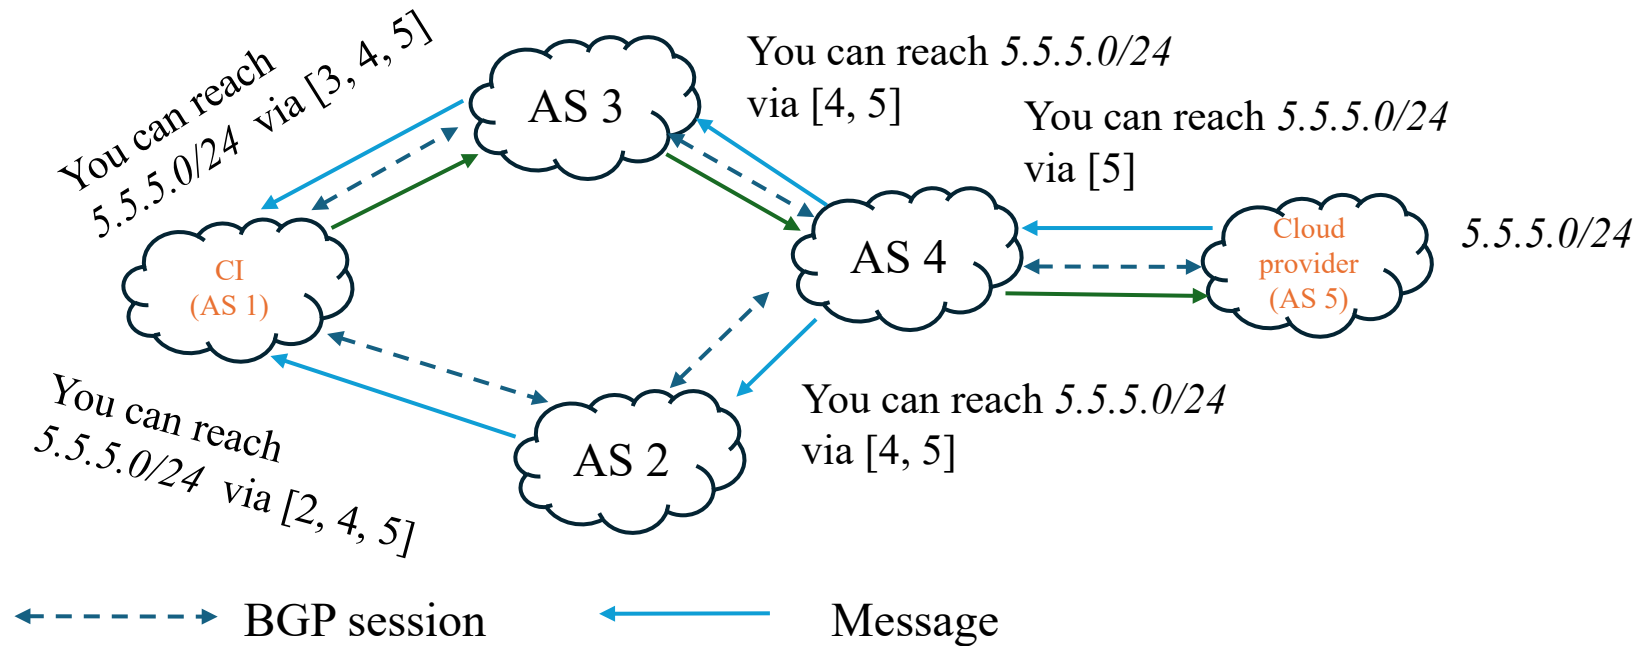 You can reach
5.5.5.0/24 via [3, 4, 5]
AS 3
You can reach 5.5.5.0/24
via [4, 5]
You can reach 5.5.5.0/24
via [5]
CI
(AS 1)
AS 4
Cloud
provider
(AS 5)
5.5.5.0/24
You can reach
5.5.5.0/24 via [2, 4, 5]
AS 2
You can reach 5.5.5.0/24
via [4, 5]
BGP session
Message